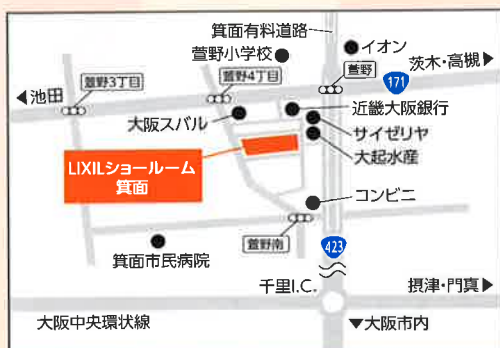 箕面有料道路
萱野小学校
イオン
茨木・高槻▶
萱野3丁目
萱野4丁目
萱野
171
◀池田
大阪スバル
近畿大阪銀行
サイゼリヤ
大起水産
LIXILショールーム
箕面
コンビニ
萱野南
箕面市民病院
423
千里I.C.
摂津・門真▶
大阪中央環状線
▼大阪市内